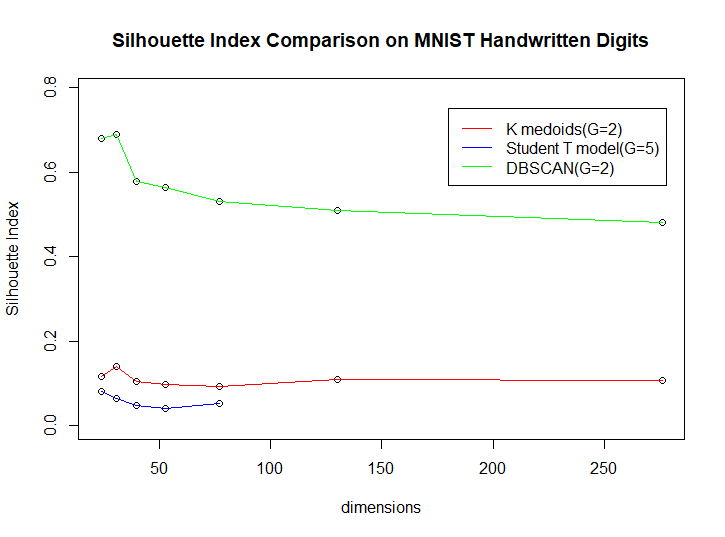 Silhouette Index Comparison on MNIST Handwritten Digits
K medoids(G=2)
Student T model(G=5)
DBSCAN(G=2)
Silhouette Index
0.8
0.6
0.4
0.2
0.0
50 100 150 200 250
dimensions